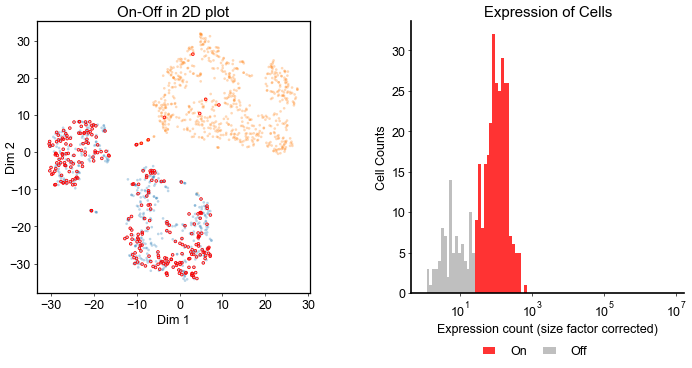 On-Off in 2D plot
Dim 2
30
20
10
0
−10
−20
−30
−30 −20 −10 0 10 20 30
Dim 1
Expression of Cells
Cell Counts
30
25
20
15
10
5
0
10^1 10^3 10^5 10^7
Expression count (size factor corrected)
On Off